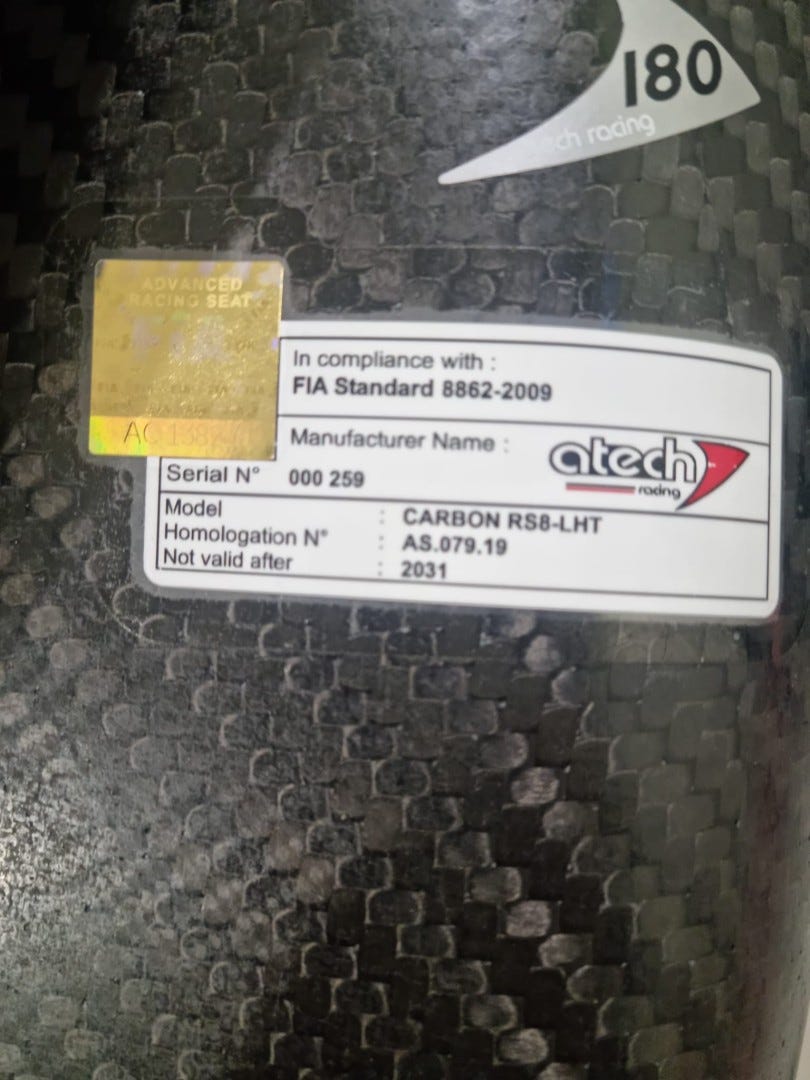 180
tech racing
ADVANCED
RACING SEAT
In compliance with :
FIA Standard 8862-2009
Manufacturer Name :
atech
racing
Serial N° 000 259
Model : CARBON RS8-LHT
Homologation N° : AS.079.19
Not valid after : 2031